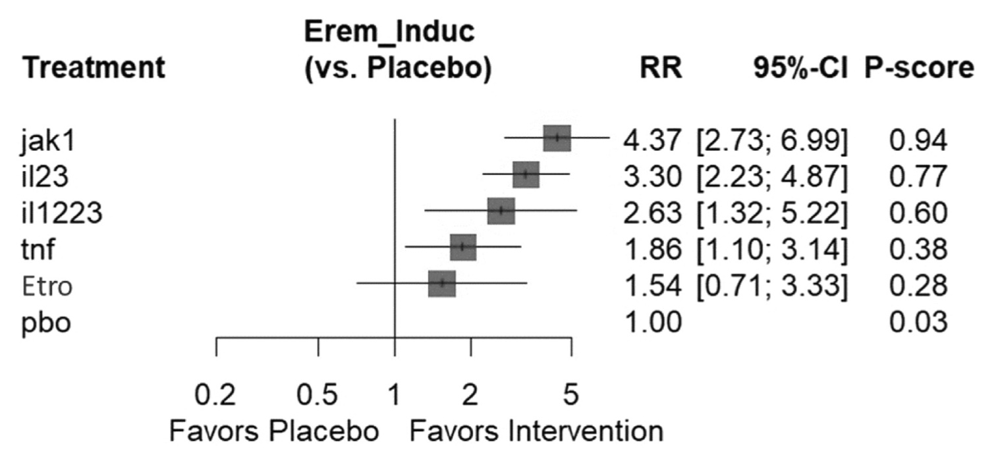 Erem_Induc
Treatment (vs. Placebo) RR 95%-CI P-score
jak1 4.37 [2.73; 6.99] 0.94
il23 3.30 [2.23; 4.87] 0.77
il1223 2.63 [1.32; 5.22] 0.60
tnf 1.86 [1.10; 3.14] 0.38
Etro 1.54 [0.71; 3.33] 0.28
pbo 1.00 0.03
0.2 0.5 1 2 5
Favors Placebo Favors Intervention